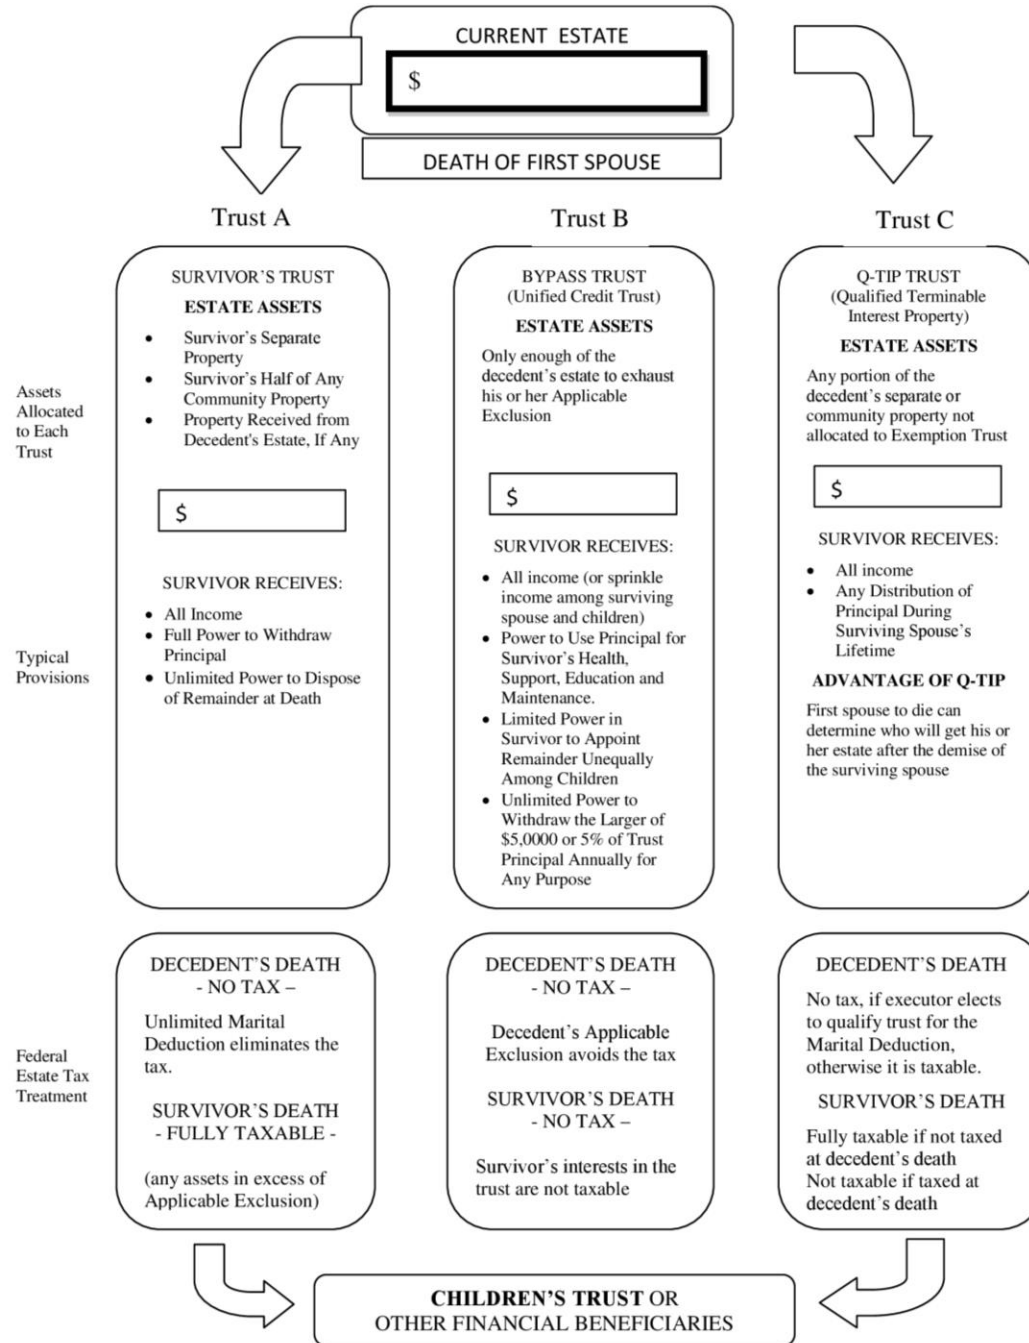 CURRENT ESTATE
$
DEATH OF FIRST SPOUSE
Trust A
Trust B
Trust C
Assets
Allocated
to Each
Trust
SURVIVOR'S TRUST
ESTATE ASSETS
• Survivor's Separate
Property
• Survivor's Half of Any
Community Property
• Property Received from
Decedent's Estate, If Any
$
BYPASS TRUST
(Unified Credit Trust)
ESTATE ASSETS
Only enough of the
decedent's estate to exhaust
his or her Applicable
Exclusion
$
Q-TIP TRUST
(Qualified Terminable
Interest Property)
ESTATE ASSETS
Any portion of the
decedent's separate or
community property not
allocated to Exemption Trust
$
Typical
Provisions
SURVIVOR RECEIVES:
• All Income
• Full Power to Withdraw
Principal
• Unlimited Power to Dispose
of Remainder at Death
SURVIVOR RECEIVES:
• All income (or sprinkle
income among surviving
spouse and children)
• Power to Use Principal for
Survivor's Health,
Support, Education and
Maintenance.
• Limited Power in
Survivor to Appoint
Remainder Unequally
Among Children
• Unlimited Power to
Withdraw the Larger of
$5,0000 or 5% of Trust
Principal Annually for
Any Purpose
SURVIVOR RECEIVES:
• All income
• Any Distribution of
Principal During
Surviving Spouse's
Lifetime
ADVANTAGE OF Q-TIP
First spouse to die can
determine who will get his or
her estate after the demise of
the surviving spouse
Federal
Estate Tax
Treatment
DECEDENT'S DEATH
- NO TAX –
Unlimited Marital
Deduction eliminates the
tax.
SURVIVOR'S DEATH
- FULLY TAXABLE -
(any assets in excess of
Applicable Exclusion)
DECEDENT'S DEATH
- NO TAX –
Decedent's Applicable
Exclusion avoids the tax
SURVIVOR'S DEATH
- NO TAX –
Survivor's interests in the
trust are not taxable
DECEDENT'S DEATH
No tax, if executor elects
to qualify trust for the
Marital Deduction,
otherwise it is taxable.
SURVIVOR'S DEATH
Fully taxable if not taxed
at decedent's death
Not taxable if taxed at
decedent's death
CHILDREN'S TRUST OR
OTHER FINANCIAL BENEFICIARIES